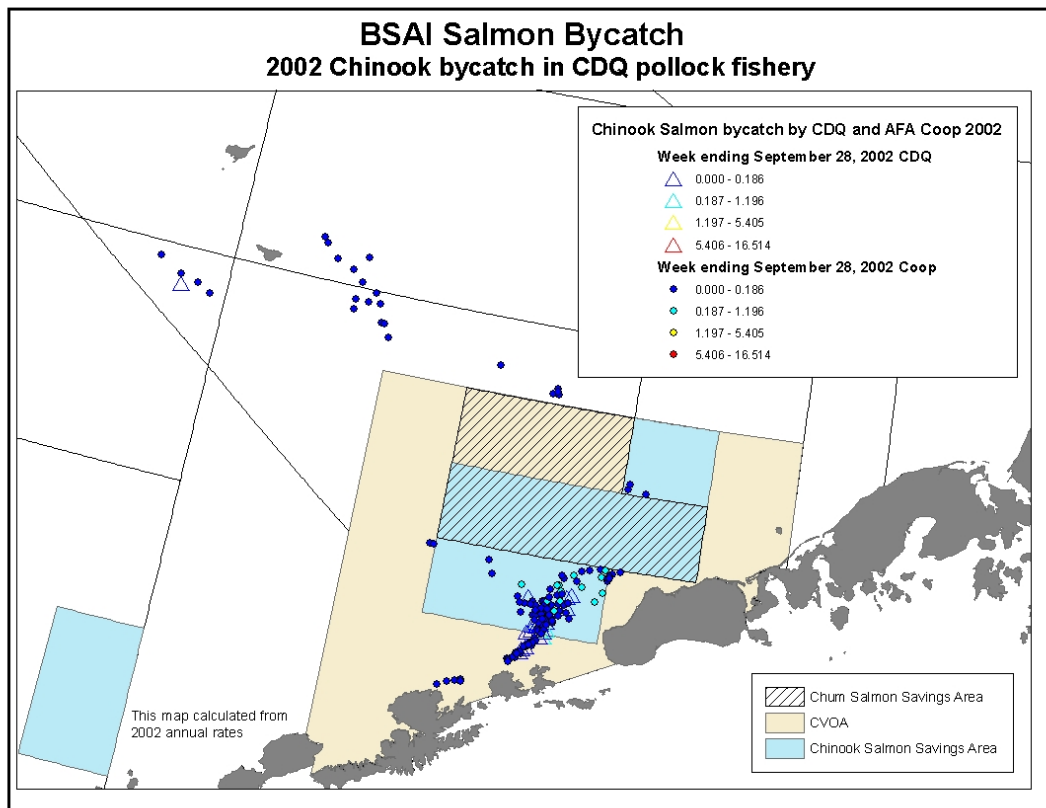 BSAI Salmon Bycatch
2002 Chinook bycatch in CDQ pollock fishery
Chinook Salmon bycatch by CDQ and AFA Coop 2002
Week ending September 28, 2002 CDQ
0.000 - 0.186
0.187 - 1.196
1.197 - 5.405
5.406 - 16.514
Week ending September 28, 2002 Coop
0.000 - 0.186
0.187 - 1.196
1.197 - 5.405
5.406 - 16.514
This map calculated from
2002 annual rates
Chum Salmon Savings Area
CVOA
Chinook Salmon Savings Area